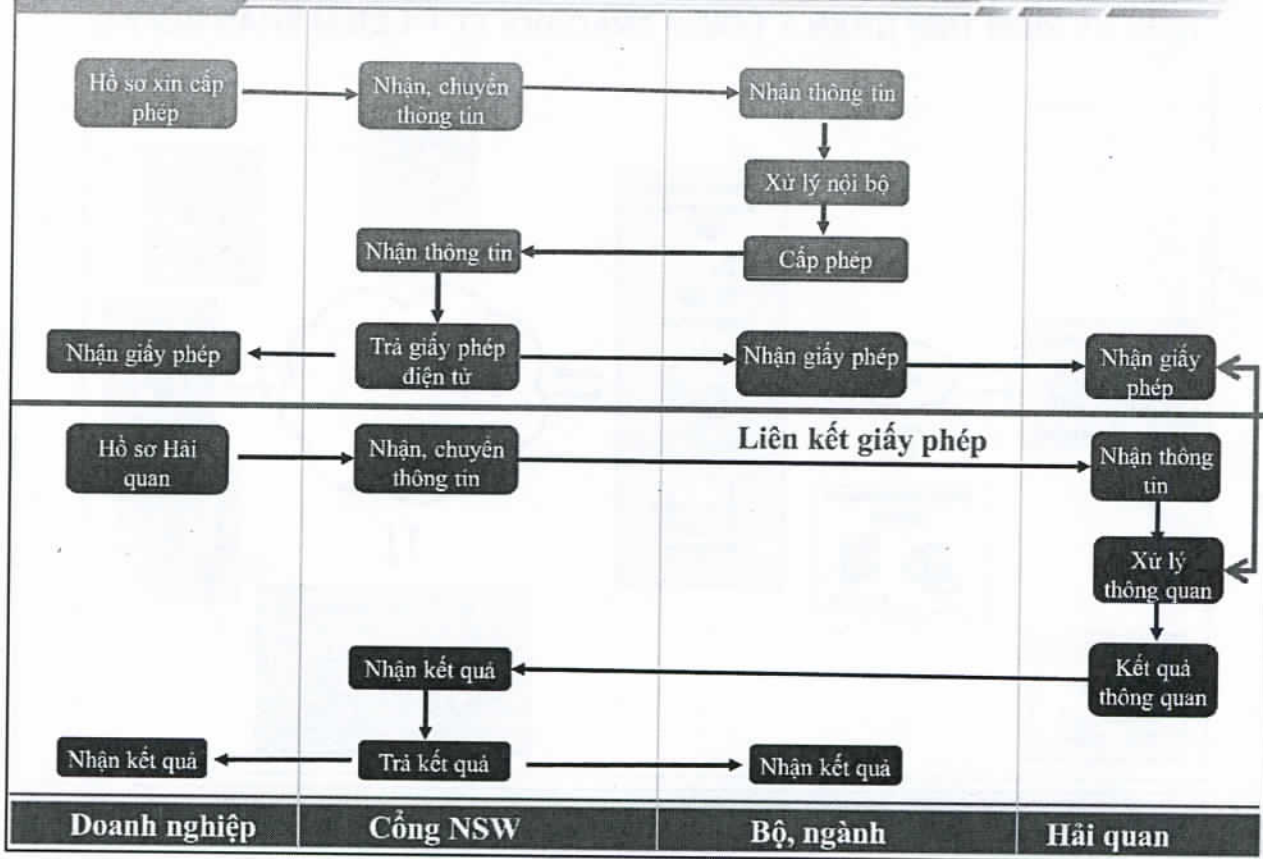 Hồ sơ xin cấp
phép
Nhận, chuyển
thông tin
Nhận thông tin
Xử lý nội bộ
Cấp phép
Nhận thông tin
Nhận giấy phép
Trả giấy phép
điện tử
Nhận giấy phép
Nhận giấy
phép
Liên kết giấy phép
Hồ sơ Hải
quan
Nhận, chuyển
thông tin
Nhận thông
tin
Xử lý
thông quan
Kết quả
thông quan
Nhận kết quả
Nhận kết quả
Trả kết quả
Nhận kết quả
Doanh nghiệp
Cổng NSW
Bộ, ngành
Hải quan